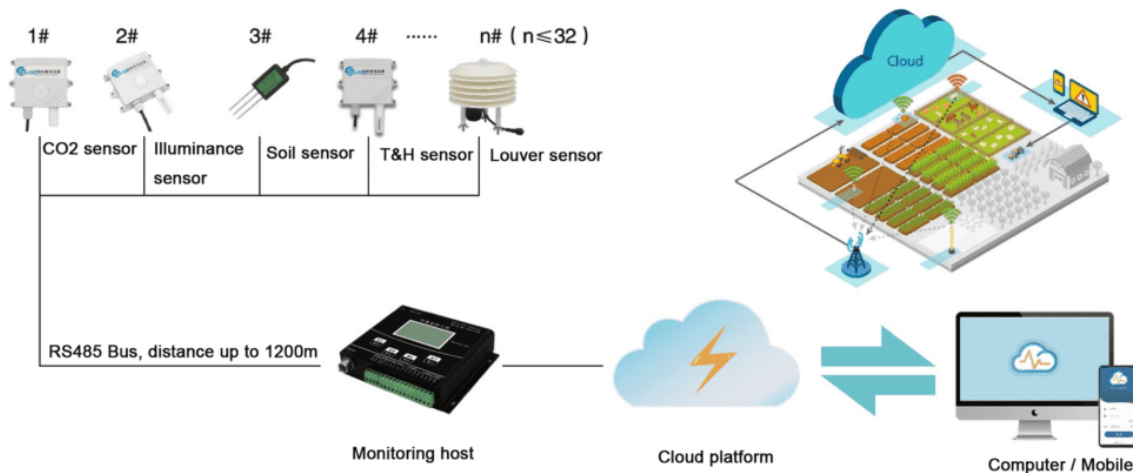 1#
2#
3#
4#
······
n# ( n≤32)
CO2 sensor
Illuminance
sensor
Soil sensor
T&H sensor
Louver sensor
Cloud
RS485 Bus, distance up to 1200m
Monitoring host
Cloud platform
Computer / Mobile